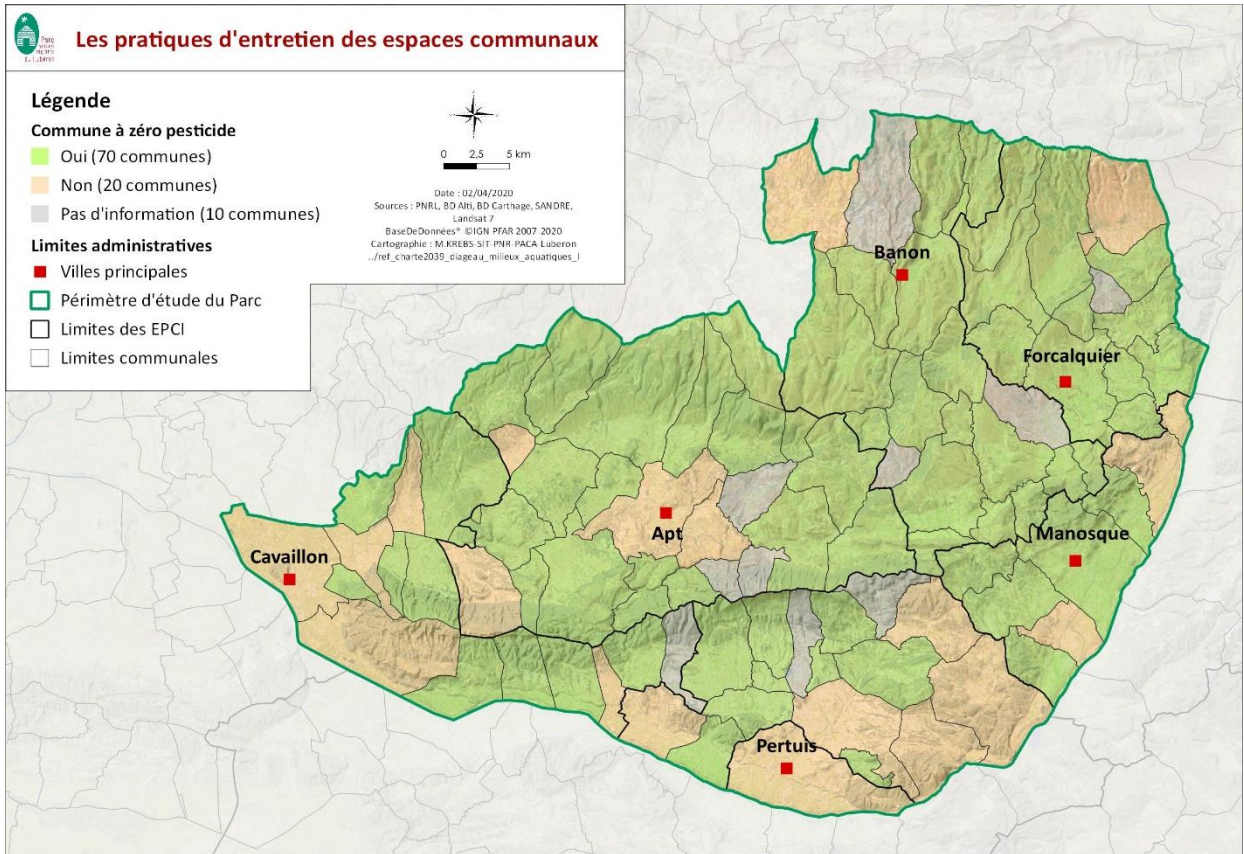 Parc
naturel
régional
du Luberon
Les pratiques d'entretien des espaces communaux
Légende
Commune à zéro pesticide
Oui (70 communes)
Non (20 communes)
Pas d'information (10 communes)
Limites administratives
Villes principales
Périmètre d'étude du Parc
Limites des EPCI
Limites communales
0 2,5 5 km
Date : 02/04/2020
Sources : PNRL, BD Alti, BD Carthage, SANDRE,
Landsat 7
BaseDeDonnées® ©IGN PFAR 2007-2020
Cartographie : M.KREBS-SIT-PNR-PACA-Luberon
../ref_charte2039_diageau_milieux_aquatiques_I
Banon
Forcalquier
Apt
Manosque
Cavaillon
Pertuis